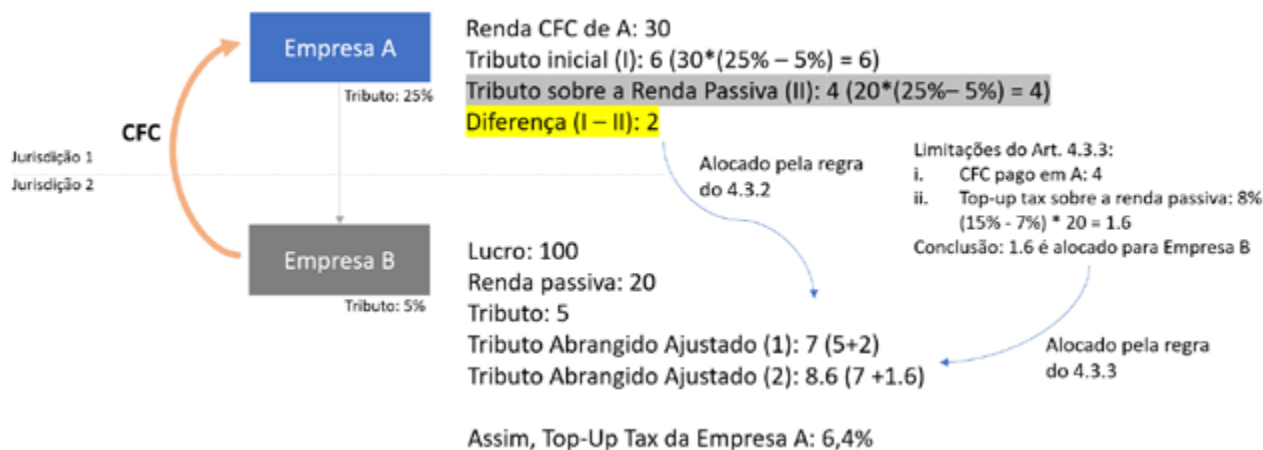 Empresa A
Tributo: 25%
CFC
Jurisdição 1
Jurisdição 2
Empresa B
Tributo: 5%
Renda CFC de A: 30
Tributo inicial (I): 6 (30*(25% – 5%) = 6)
Tributo sobre a Renda Passiva (II): 4 (20*(25%– 5%) = 4)
Diferença (I – II): 2
Alocado pela regra
do 4.3.2
Limitações do Art. 4.3.3:
i. CFC pago em A: 4
ii. Top-up tax sobre a renda passiva: 8%
(15% - 7%) * 20 = 1.6
Conclusão: 1.6 é alocado para Empresa B
Lucro: 100
Renda passiva: 20
Tributo: 5
Tributo Abrangido Ajustado (1): 7 (5+2)
Tributo Abrangido Ajustado (2): 8.6 (7 +1.6)
Alocado pela regra
do 4.3.3
Assim, Top-Up Tax da Empresa A: 6,4%